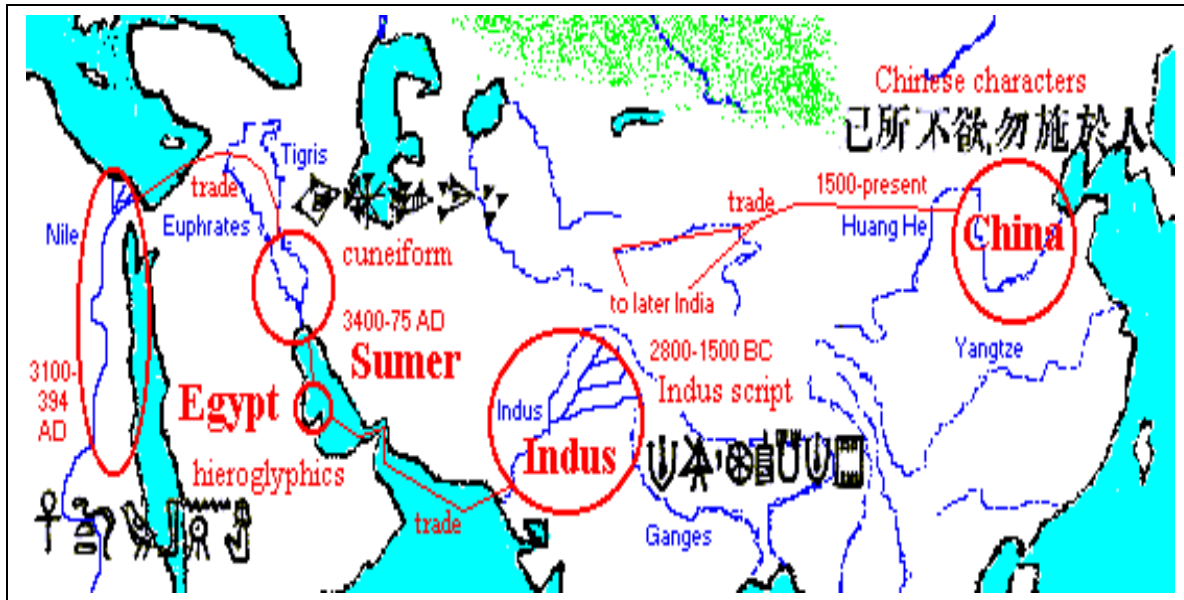 Chinese characters
己所不欲,勿施於人
Tigris
trade
1500-present
trade
Nile
Euphrates
Huang He
China
cuneiform
to later India
3400-75 AD
Sumer
2800-1500 BC
Yangtze
3100-
394
AD
Egypt
Indus
Indus script
Indus
hieroglyphics
trade
Ganges